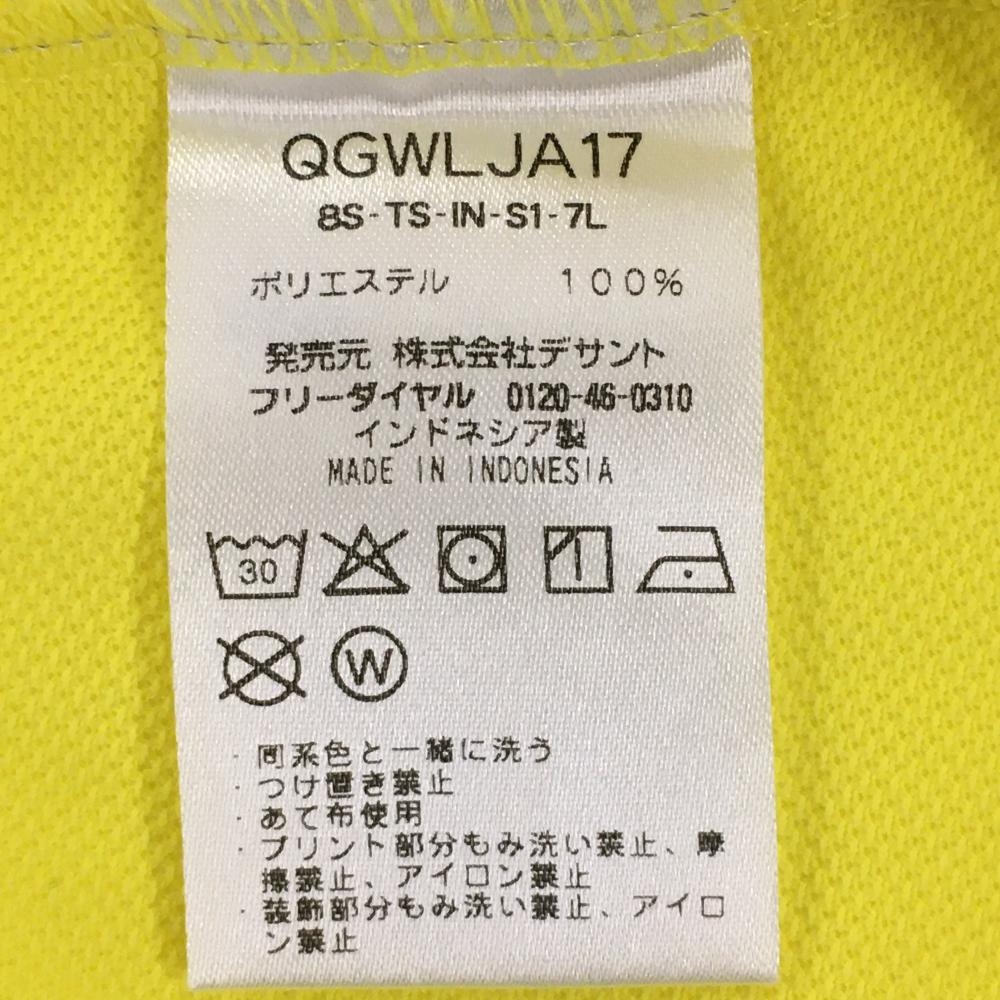 QGWLJA17
8S-TS-IN-S1-7L
ポリエステル 100%
発売元 株式会社デサント
フリーダイヤル 0120-46-0310
インドネシア製
MADE IN INDONESIA
30
W
・同系色と一緒に洗う
・つけ置き禁止
・あて布使用
・プリント部分もみ洗い禁止、摩
擦禁止、アイロン禁止
・装飾部分もみ洗い禁止、アイロ
ン禁止